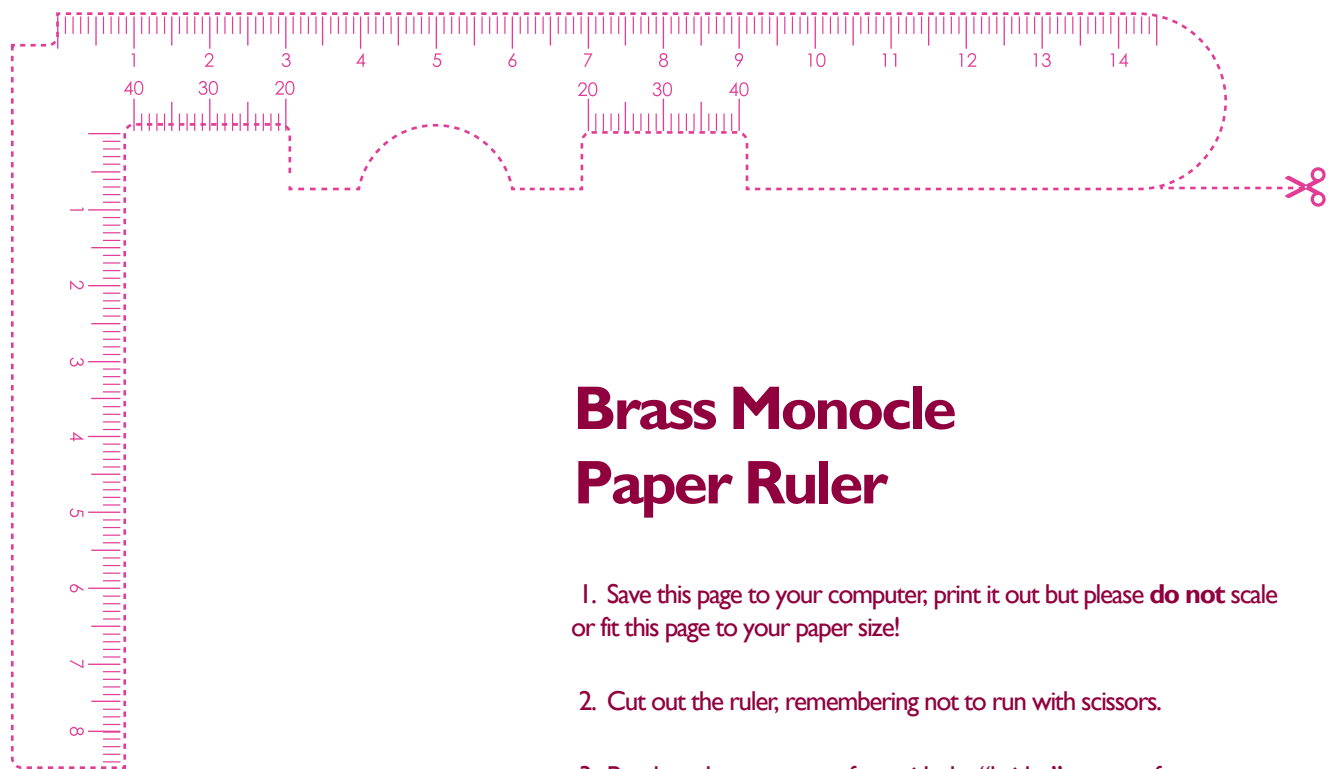 1 2 3 4 5 6 7 8 9 10 11 12 13 14
40 30 20 20 30 40
1
2
3
4
5
6
7
8
Brass Monocle
Paper Ruler
1. Save this page to your computer, print it out but please do not scale
or fit this page to your paper size!
2. Cut out the ruler, remembering not to run with scissors.